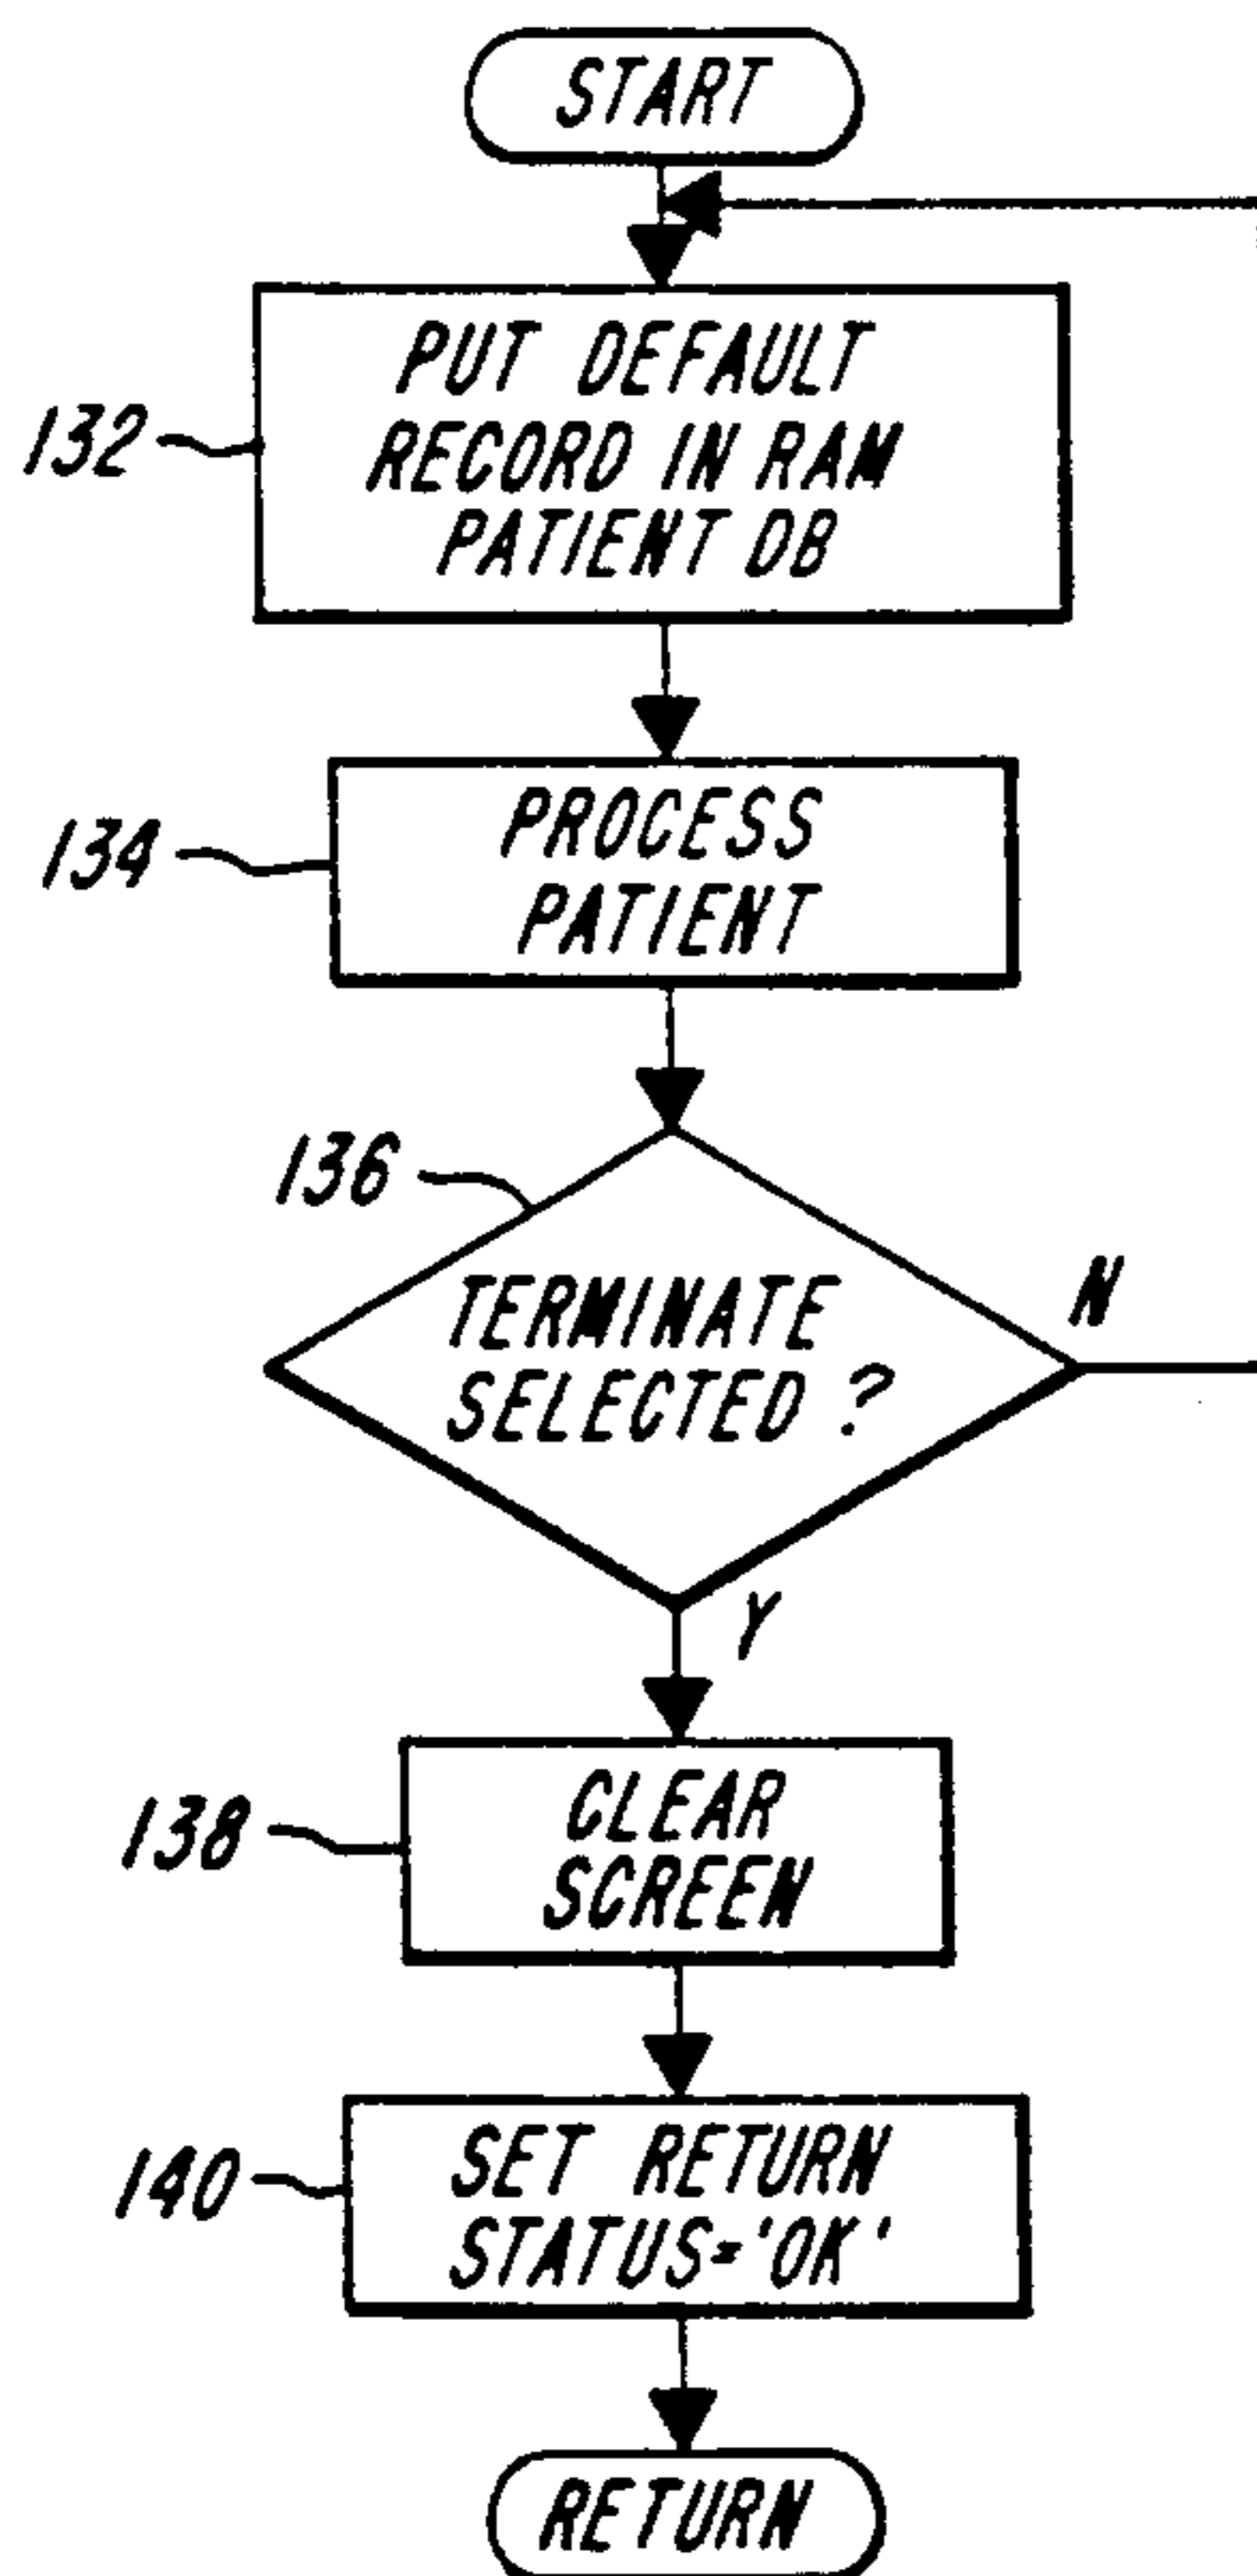 START
PUT DEFAULT
RECORD IN RAM
PATIENT DB
132
PROCESS
PATIENT
134
136
TERMINATE
SELECTED ?
N
Y
CLEAR
SCREEN
138
SET RETURN
STATUS='OK'
140
RETURN